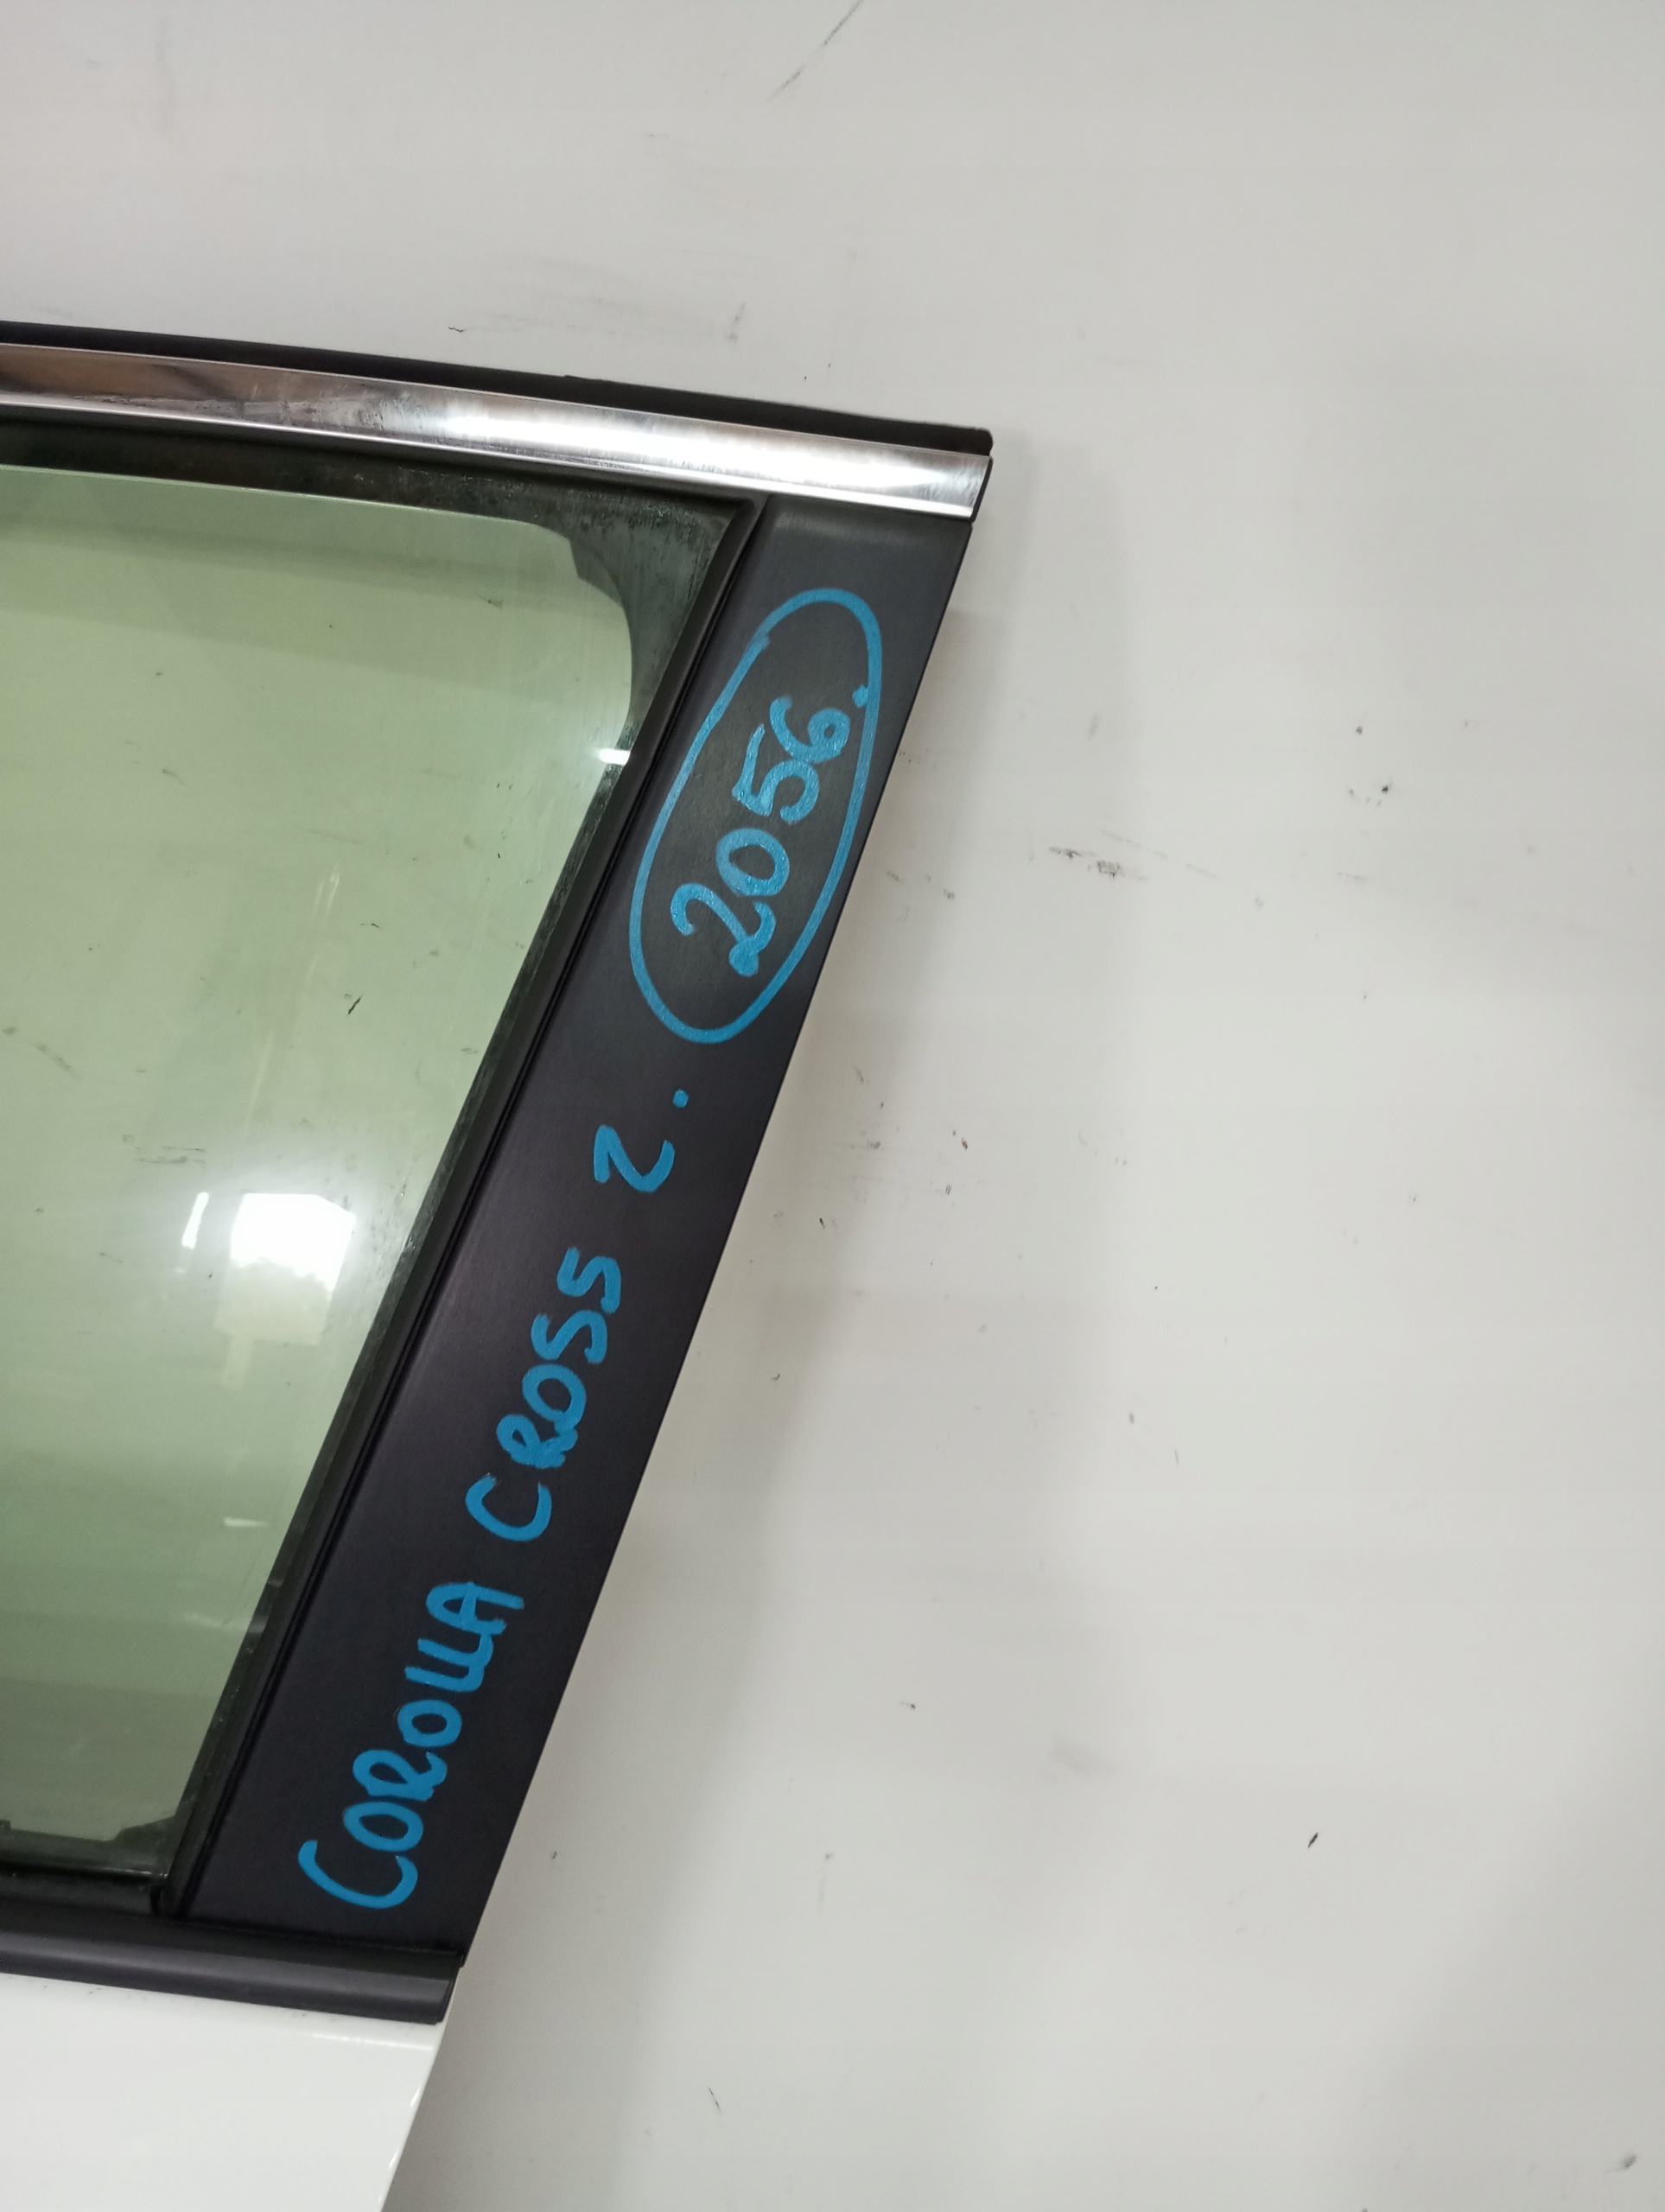 COROLLA CROSS Z. 2056.